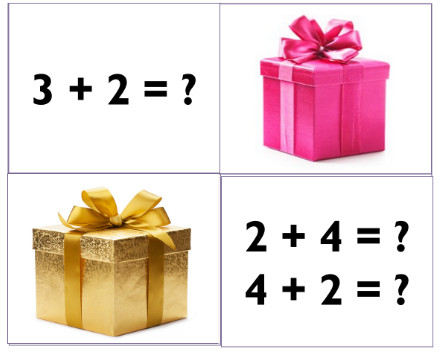 3 + 2 = ?
2 + 4 = ?
4 + 2 = ?